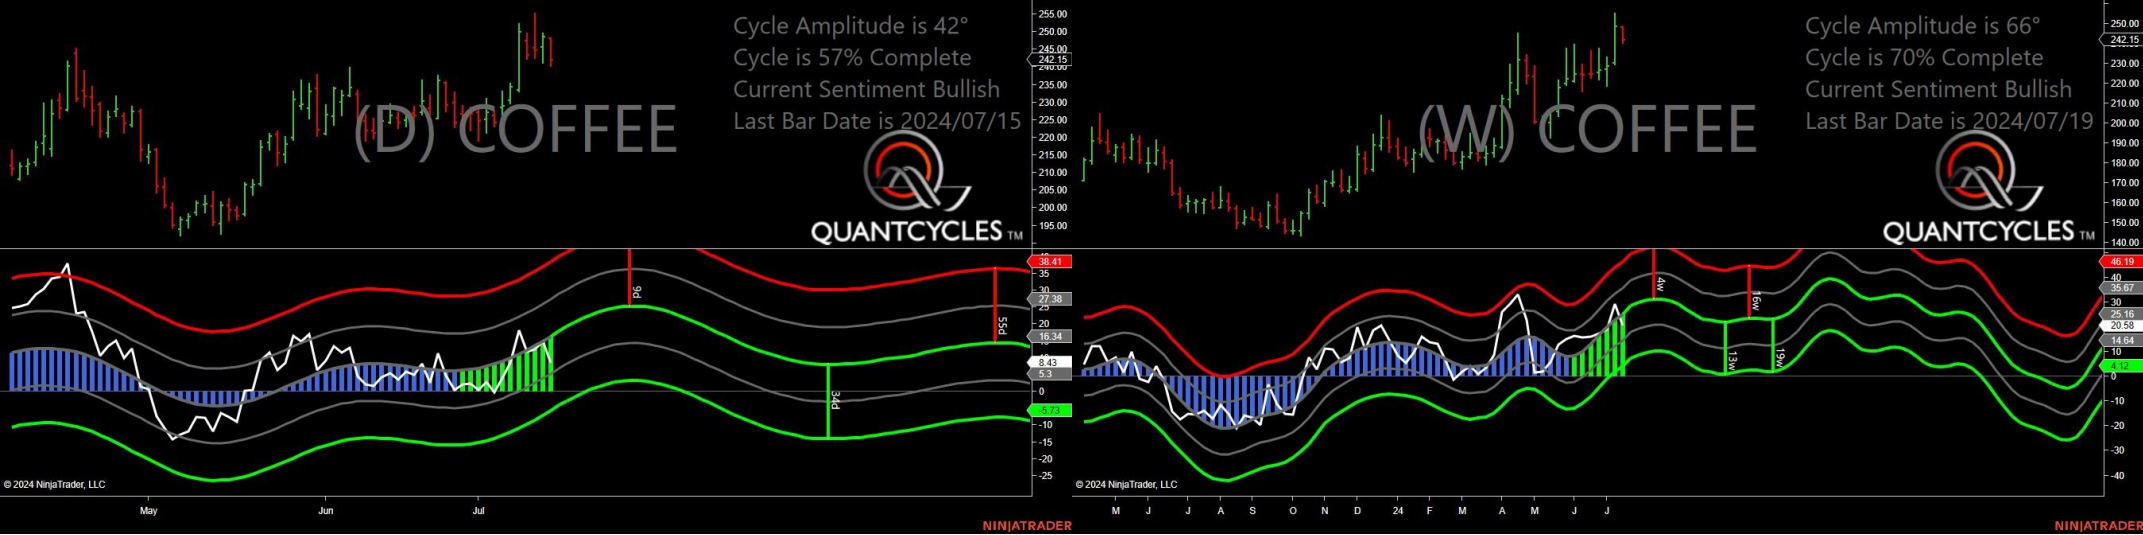 Cycle Amplitude is 42°
Cycle is 57% Complete
Current Sentiment Bullish
Last Bar Date is 2024/07/15
(D) COFFEE
QUANTCYCLES TM
255.00
250.00
245.00
242.15
240.00
235.00
230.00
225.00
220.00
215.00
210.00
205.00
200.00
195.00
38.41
35
27.38
25
20
16.34
8.43
5.3
0
-5.73
-10
-15
-20
-25
9d
34d
55d
© 2024 NinjaTrader, LLC
May Jun Jul
NINJATRADER
Cycle Amplitude is 66°
Cycle is 70% Complete
Current Sentiment Bullish
Last Bar Date is 2024/07/19
(W) COFFEE
QUANTCYCLES TM
250.00
242.15
230.00
220.00
210.00
200.00
190.00
180.00
170.00
160.00
150.00
140.00
46.19
40
35.67
30
25.16
20.58
14.64
10
4.12
0
-10
-20
-30
-40
4w
13w
16w
19w
© 2024 NinjaTrader, LLC
M J J A S O N D 24 F M A M J J
NINJATRADER